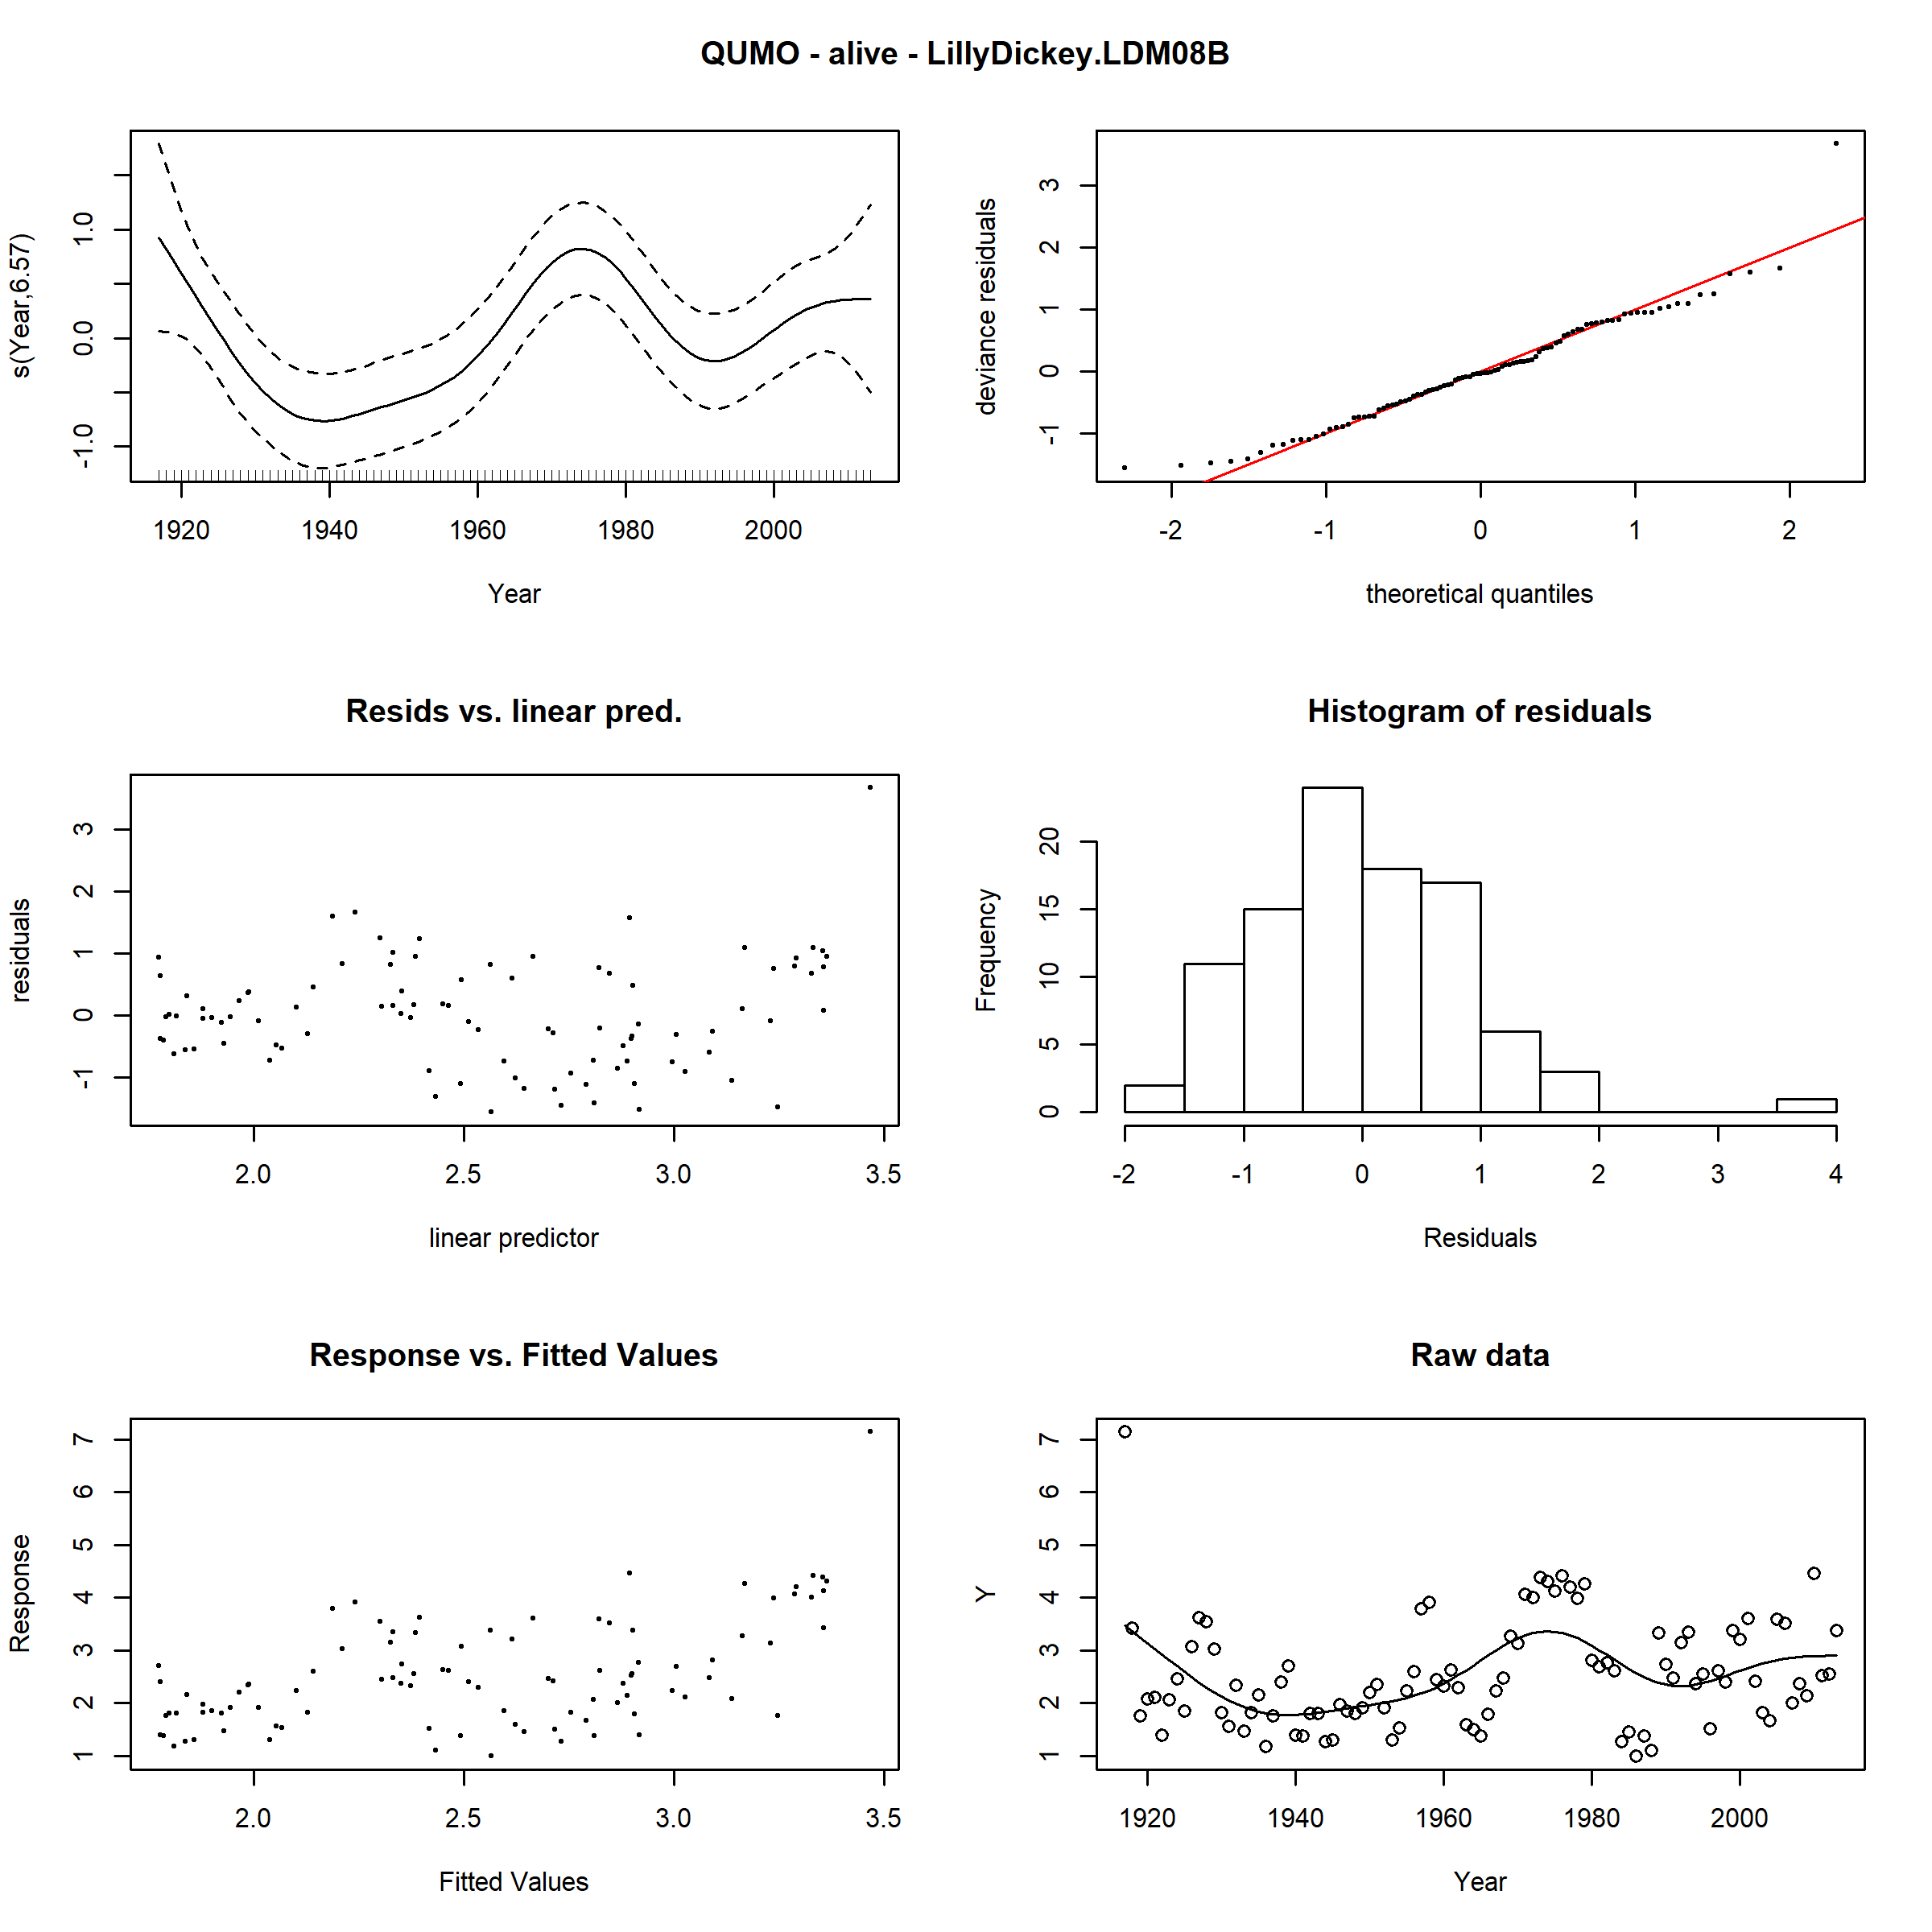 QUMO - alive - LillyDickey.LDM08B
s(Year,6.57)
-1.0 0.0 1.0
1920 1940 1960 1980 2000
Year
deviance residuals
-1 0 1 2 3
-2 -1 0 1 2
theoretical quantiles
Resids vs. linear pred.
residuals
-1 0 1 2 3
2.0 2.5 3.0 3.5
linear predictor
Histogram of residuals
Frequency
0 5 10 15 20
-2 -1 0 1 2 3 4
Residuals
Response vs. Fitted Values
Response
1 2 3 4 5 6 7
2.0 2.5 3.0 3.5
Fitted Values
Raw data
Y
1 2 3 4 5 6 7
1920 1940 1960 1980 2000
Year